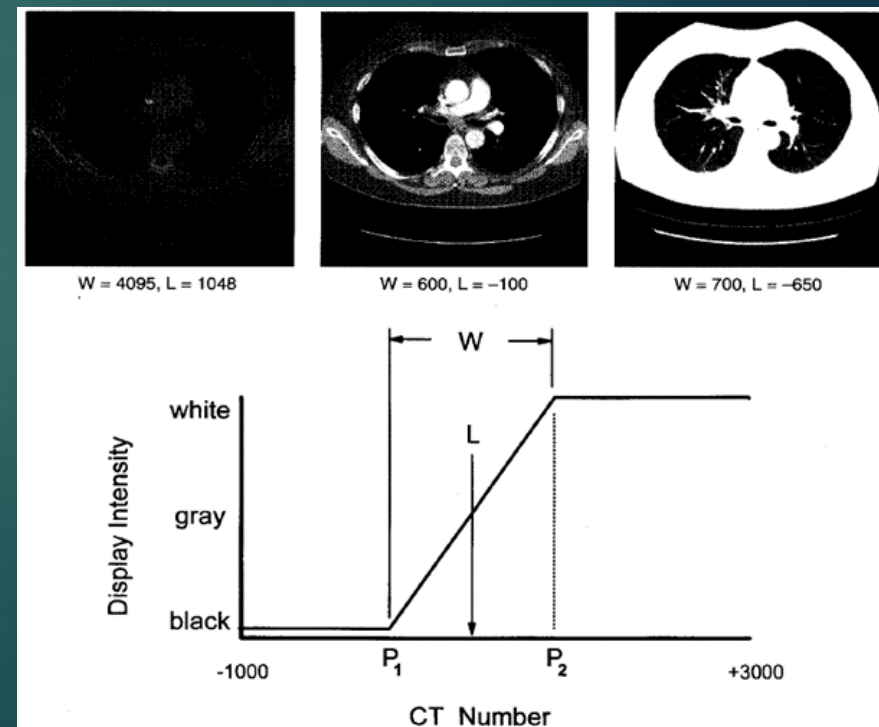 W = 4095, L = 1048
W = 600, L = –100
W = 700, L = –650
W
white
L
gray
Display Intensity
black
P1
P2
-1000
+3000
CT Number